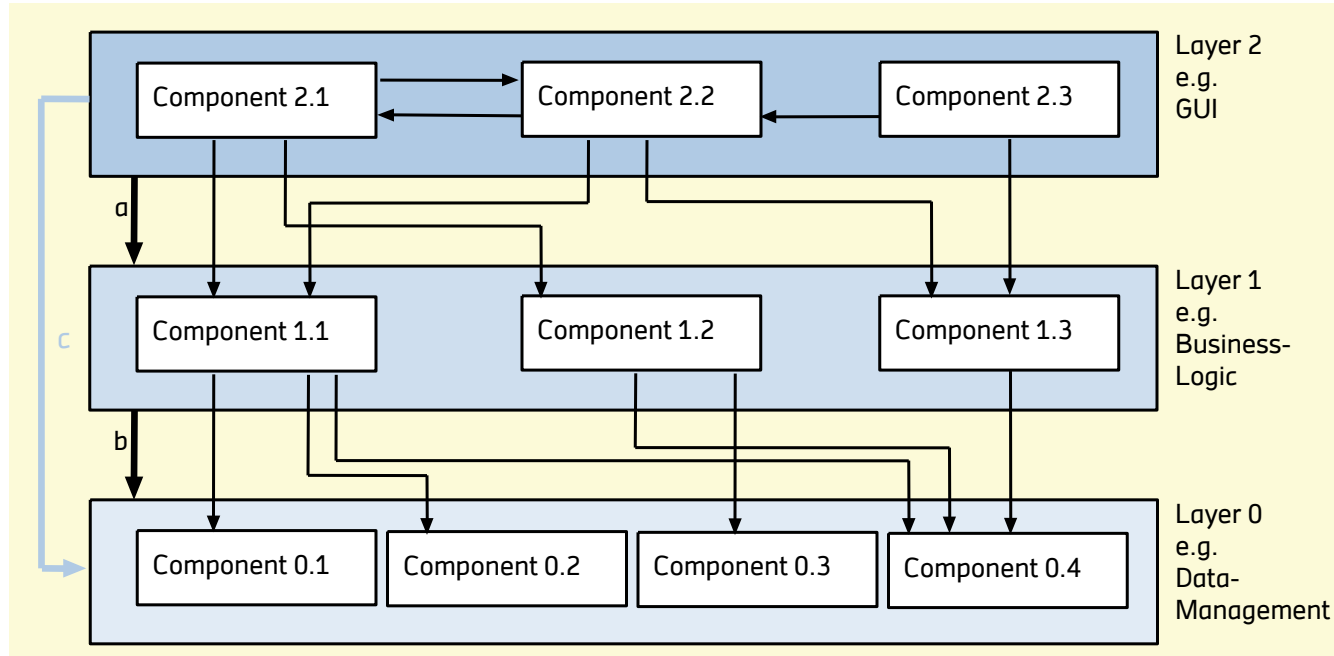 Layer 2
e.g.
GUI
Component 2.1
Component 2.2
Component 2.3
a
Layer 1
e.g.
Business-
Logic
Component 1.1
Component 1.2
Component 1.3
c
b
Layer 0
e.g.
Data-
Management
Component 0.1
Component 0.2
Component 0.3
Component 0.4